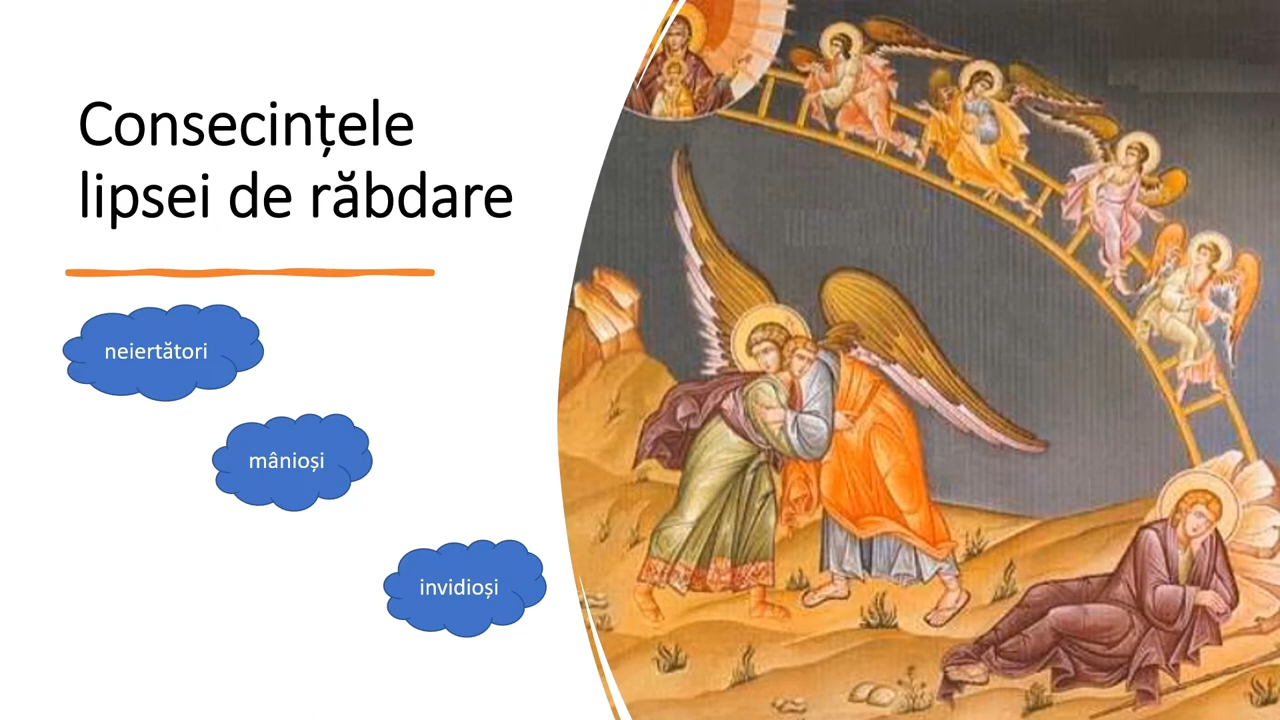 Consecințele
lipsei de răbdare
neiertători
mânioși
invidioși